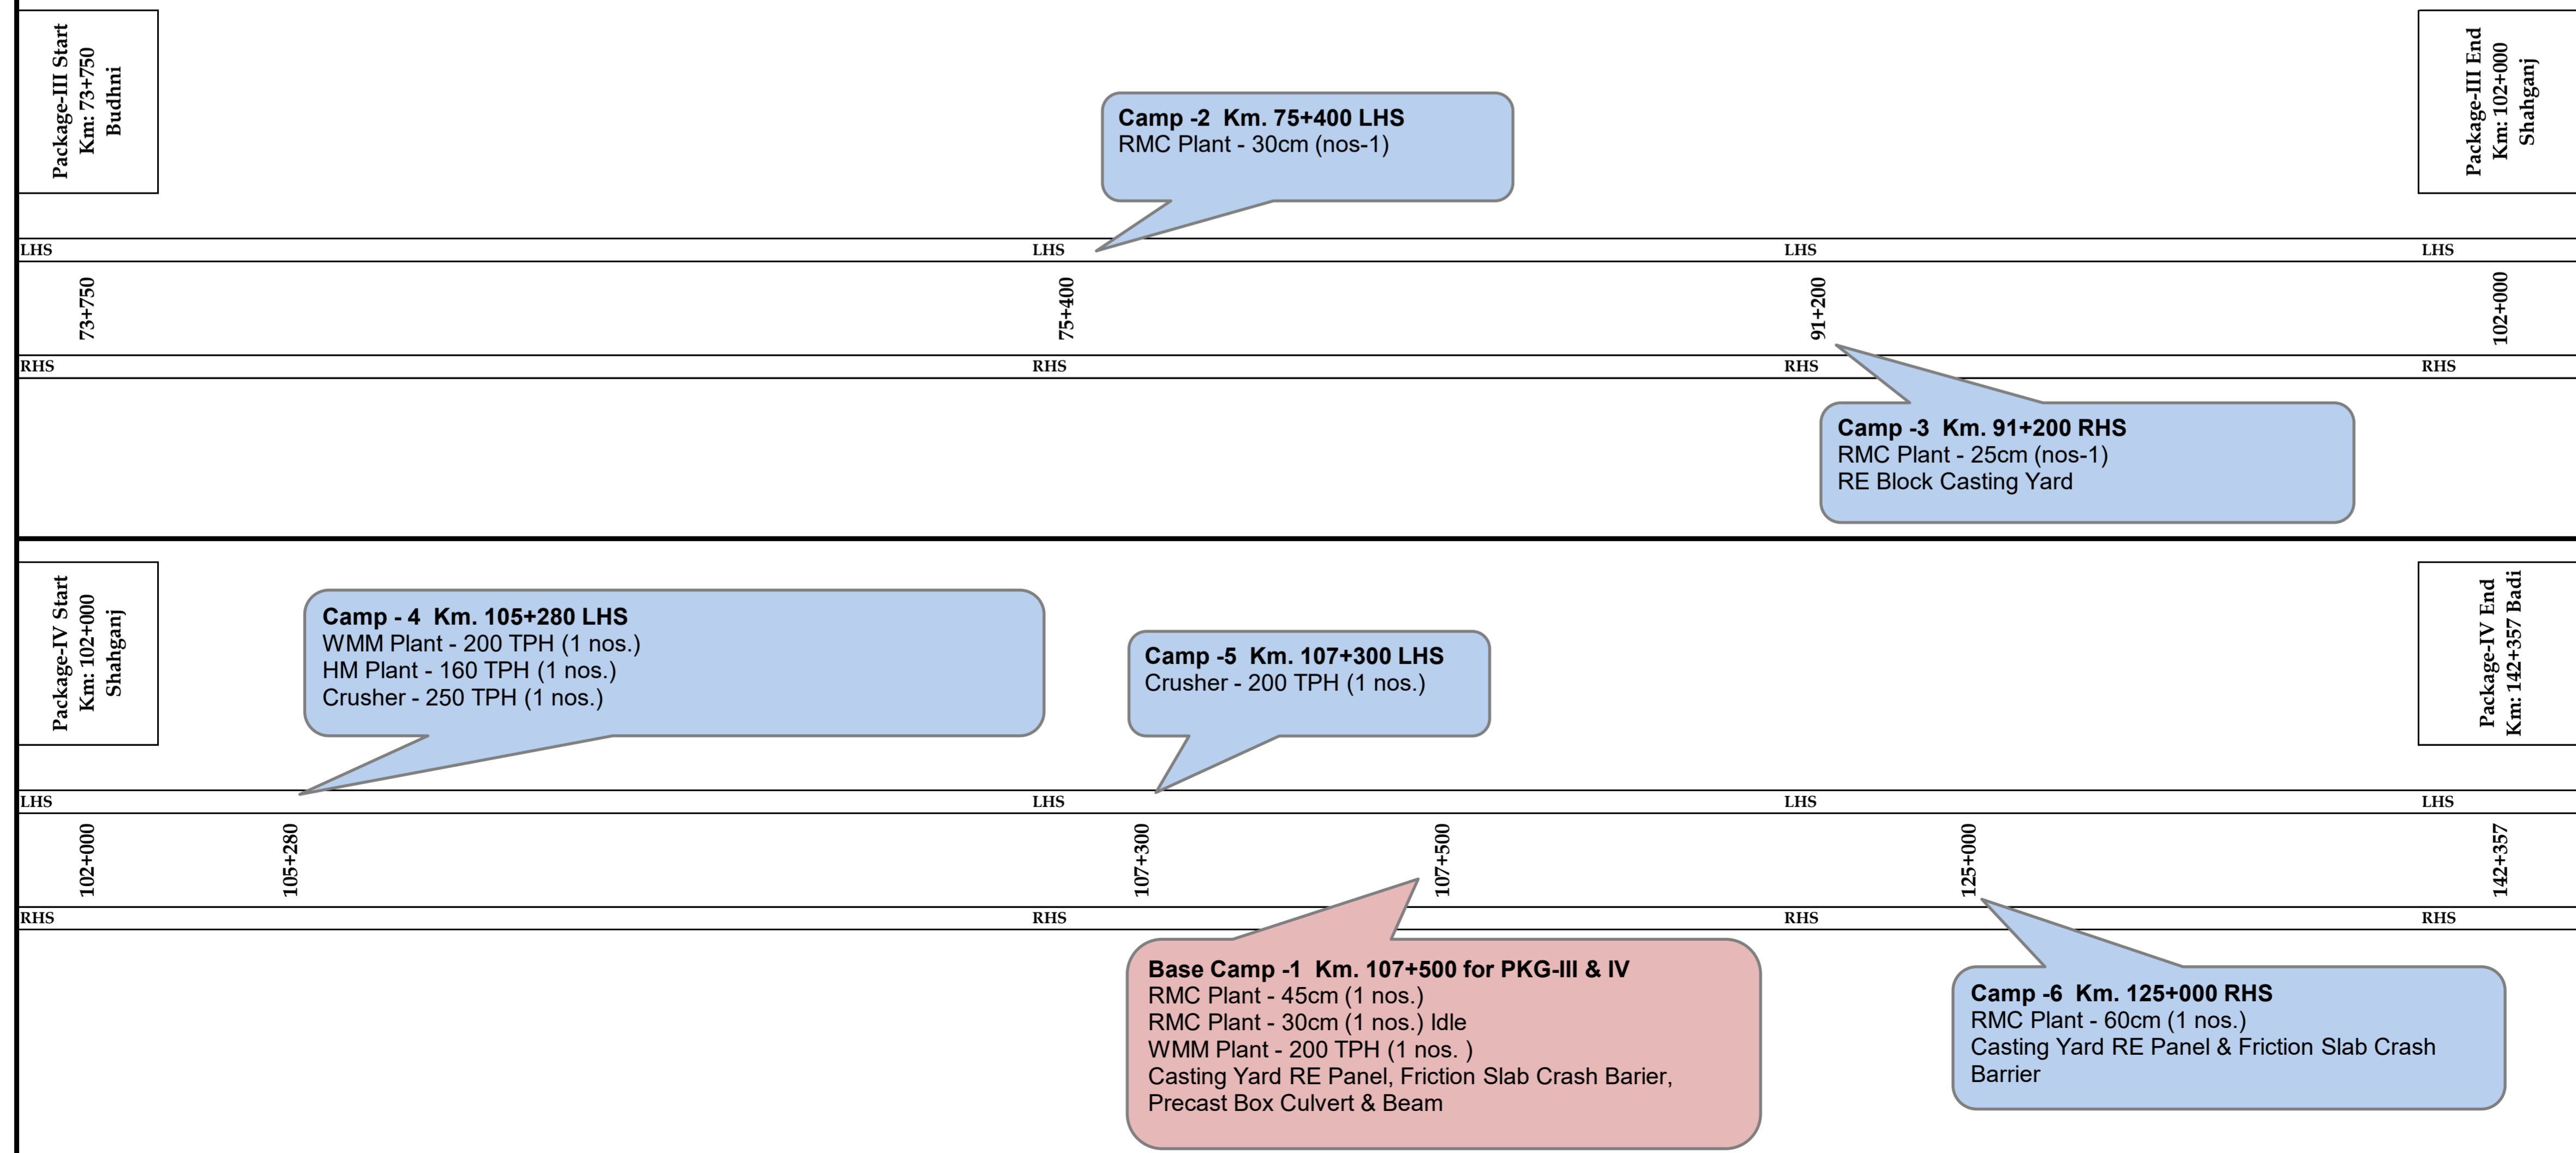 Package-III Start
Km: 73+750
Budhni
Package-III End
Km: 102+000
Shahganj
Camp -2  Km. 75+400 LHS
RMC Plant - 30cm (nos-1)
LHS LHS LHS LHS
73+750 75+400 91+200 102+000
RHS RHS RHS RHS
Camp -3  Km. 91+200 RHS
RMC Plant - 25cm (nos-1)
RE Block Casting Yard
Package-IV Start
Km: 102+000
Shahganj
Camp - 4  Km. 105+280 LHS
WMM Plant - 200 TPH (1 nos.)
HM Plant - 160 TPH (1 nos.)
Crusher - 250 TPH (1 nos.)
Camp -5  Km. 107+300 LHS
Crusher - 200 TPH (1 nos.)
Package-IV End
Km: 142+357 Badi
LHS LHS LHS LHS
102+000 105+280 107+300 107+500 125+000 142+357
RHS RHS RHS RHS
Base Camp -1  Km. 107+500 for PKG-III & IV
RMC Plant - 45cm (1 nos.)
RMC Plant - 30cm (1 nos.) Idle
WMM Plant - 200 TPH (1 nos. )
Casting Yard RE Panel, Friction Slab Crash Barier,
Precast Box Culvert & Beam
Camp -6  Km. 125+000 RHS
RMC Plant - 60cm (1 nos.)
Casting Yard RE Panel & Friction Slab Crash
Barrier